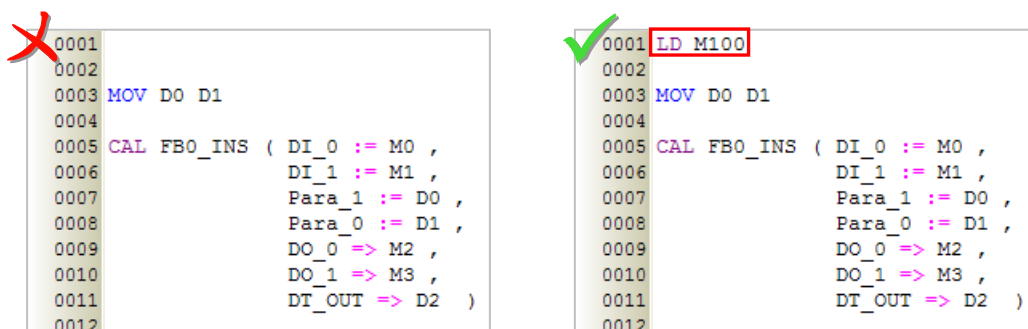 0001
0002
0003 MOV D0 D1
0004
0005 CAL FB0_INS ( DI_0 := M0 ,
0006 DI_1 := M1 ,
0007 Para_1 := D0 ,
0008 Para_0 := D1 ,
0009 DO_0 => M2 ,
0010 DO_1 => M3 ,
0011 DT_OUT => D2 )
0012
0001 LD M100
0002
0003 MOV D0 D1
0004
0005 CAL FB0_INS ( DI_0 := M0 ,
0006 DI_1 := M1 ,
0007 Para_1 := D0 ,
0008 Para_0 := D1 ,
0009 DO_0 => M2 ,
0010 DO_1 => M3 ,
0011 DT_OUT => D2 )
0012